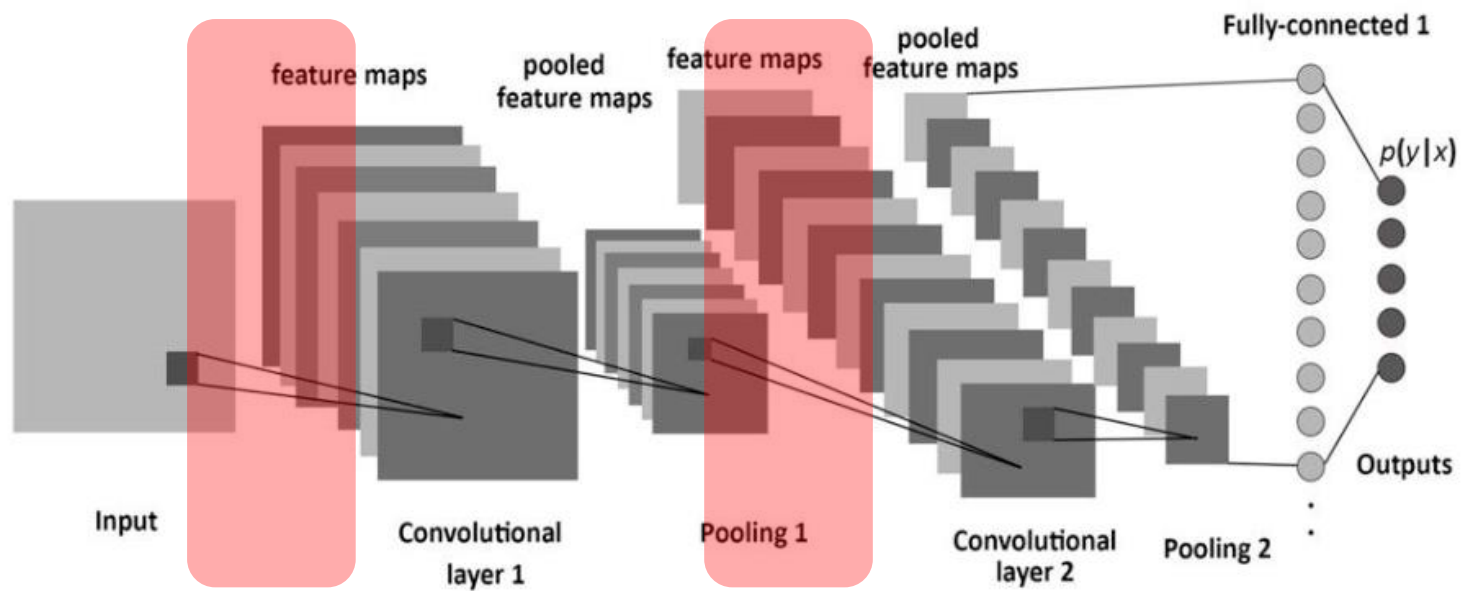 Fully-connected 1
feature maps
pooled
feature maps
feature maps
pooled
feature maps
p(y|x)
Outputs
Input
Convolutional
layer 1
Pooling 1
Convolutional
layer 2
Pooling 2